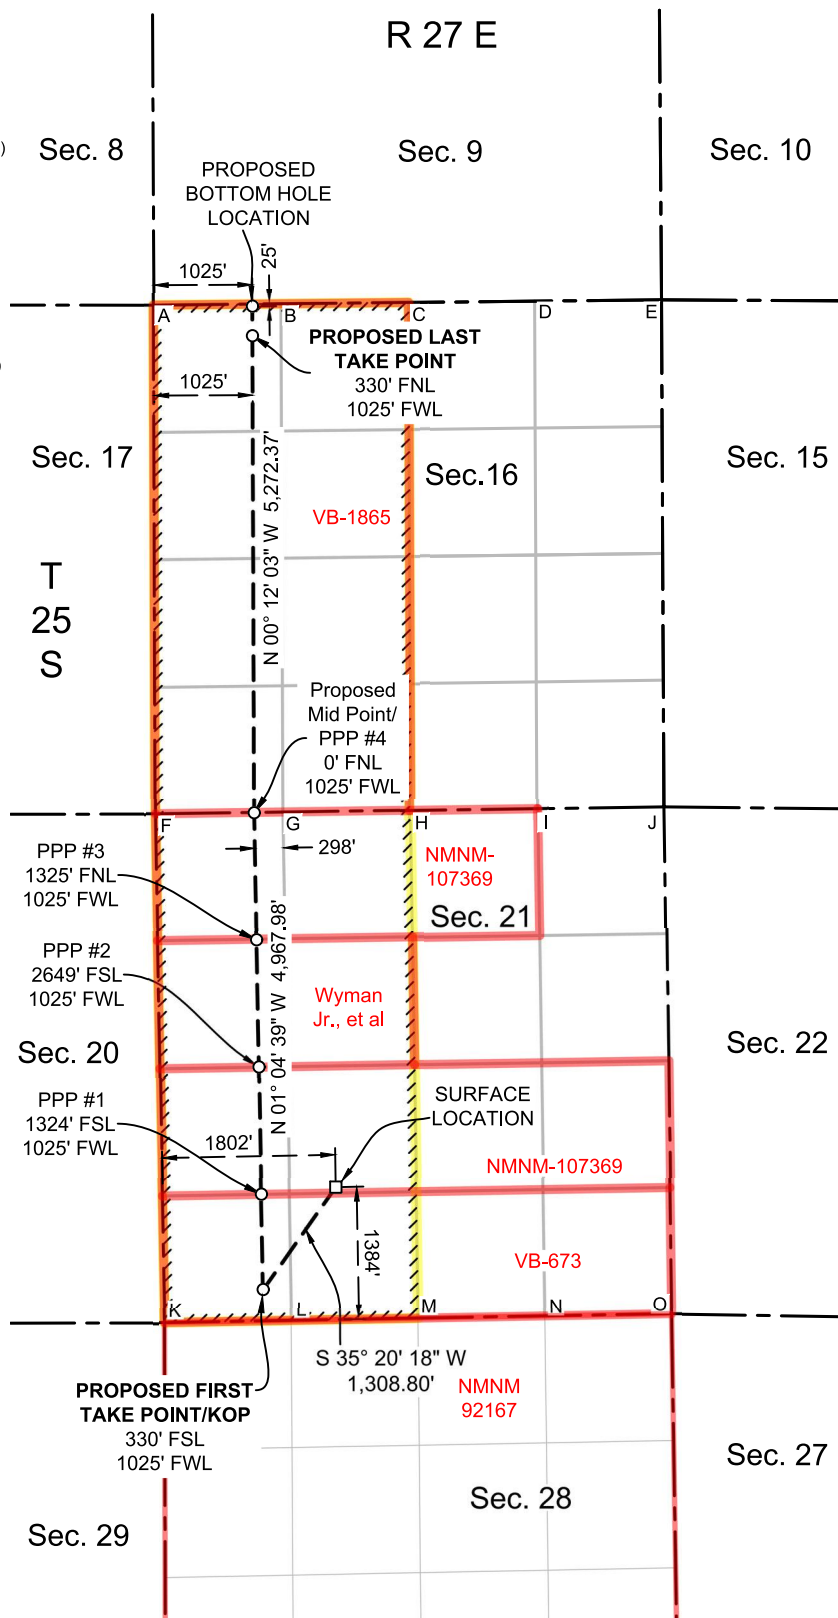 R 27 E
)
Sec. 8
Sec. 9
Sec. 10
PROPOSED
BOTTOM HOLE
LOCATION
1025'
25'
A
B
C
D
E
PROPOSED LAST
TAKE POINT
330' FNL
1025' FWL
)
1025'
Sec. 17
Sec.16
Sec. 15
N 00° 12' 03" W 5,272.37'
VB-1865
T
25
S
Proposed
Mid Point/
PPP #4
0' FNL
1025' FWL
F
G
H
I
J
298'
PPP #3
1325' FNL
1025' FWL
NMNM-
107369
Sec. 21
PPP #2
2649' FSL
1025' FWL
N 01° 04' 39" W 4,967.98'
Wyman
Jr., et al
Sec. 20
Sec. 22
PPP #1
1324' FSL
1025' FWL
SURFACE
LOCATION
1802'
NMNM-107369
1384'
VB-673
K
L
M
N
O
S 35° 20' 18" W
1,308.80'
PROPOSED FIRST
TAKE POINT/KOP
330' FSL
1025' FWL
NMNM
92167
Sec. 27
Sec. 28
Sec. 29